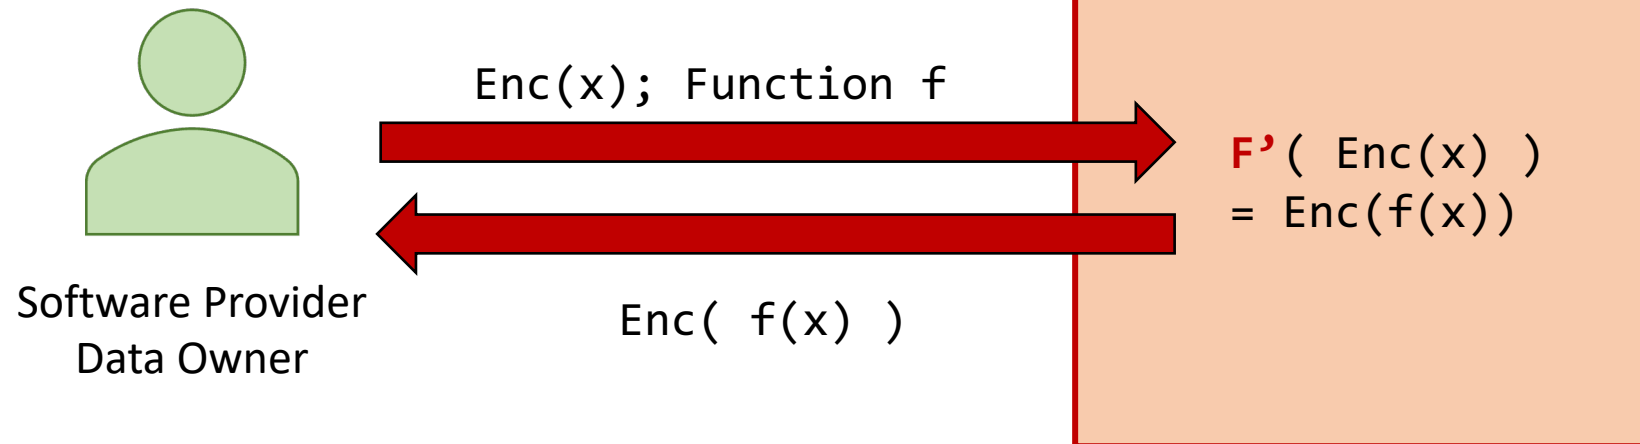 Enc(x); Function f
F’( Enc(x) )
= Enc(f(x))
Software Provider
Data Owner
Enc( f(x) )